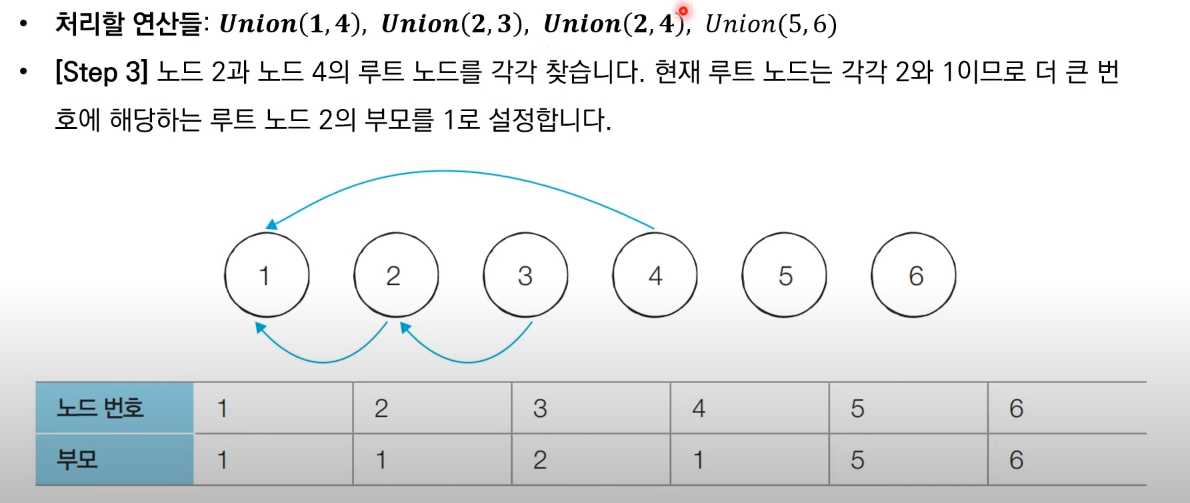 • 처리할 연산들: Union(1,4), Union(2,3), Union(2,4), Union(5,6)
• [Step 3] 노드 2과 노드 4의 루트 노드를 각각 찾습니다. 현재 루트 노드는 각각 2와 1이므로 더 큰 번
호에 해당하는 루트 노드 2의 부모를 1로 설정합니다.
1 2 3 4 5 6
노드 번호 1 2 3 4 5 6
부모 1 1 2 1 5 6